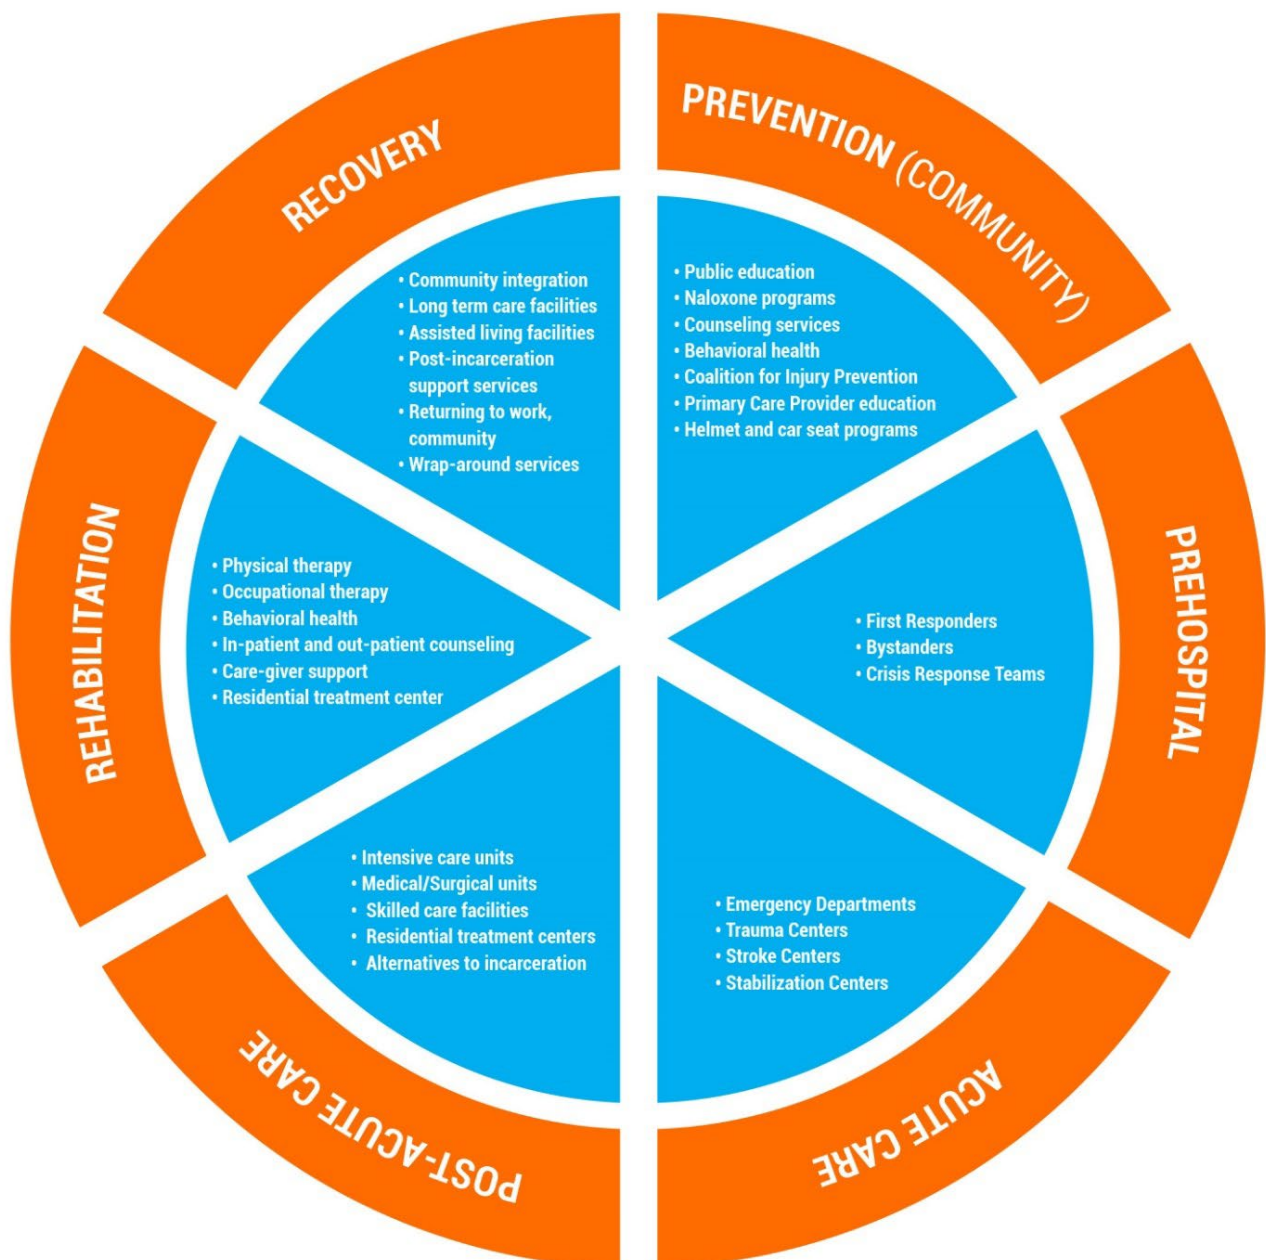 PREVENTION (COMMUNITY)
• Public education
• Naloxone programs
• Counseling services
• Behavioral health
• Coalition for Injury Prevention
• Primary Care Provider education
• Helmet and car seat programs
PREHOSPITAL
• First Responders
• Bystanders
• Crisis Response Teams
ACUTE CARE
• Emergency Departments
• Trauma Centers
• Stroke Centers
• Stabilization Centers
POST-ACUTE CARE
• Intensive care units
• Medical/Surgical units
• Skilled care facilities
• Residential treatment centers
• Alternatives to incarceration
REHABILITATION
• Physical therapy
• Occupational therapy
• Behavioral health
• In-patient and out-patient counseling
• Care-giver support
• Residential treatment center
RECOVERY
• Community integration
• Long term care facilities
• Assisted living facilities
• Post-incarceration
support services
• Returning to work,
community
• Wrap-around services